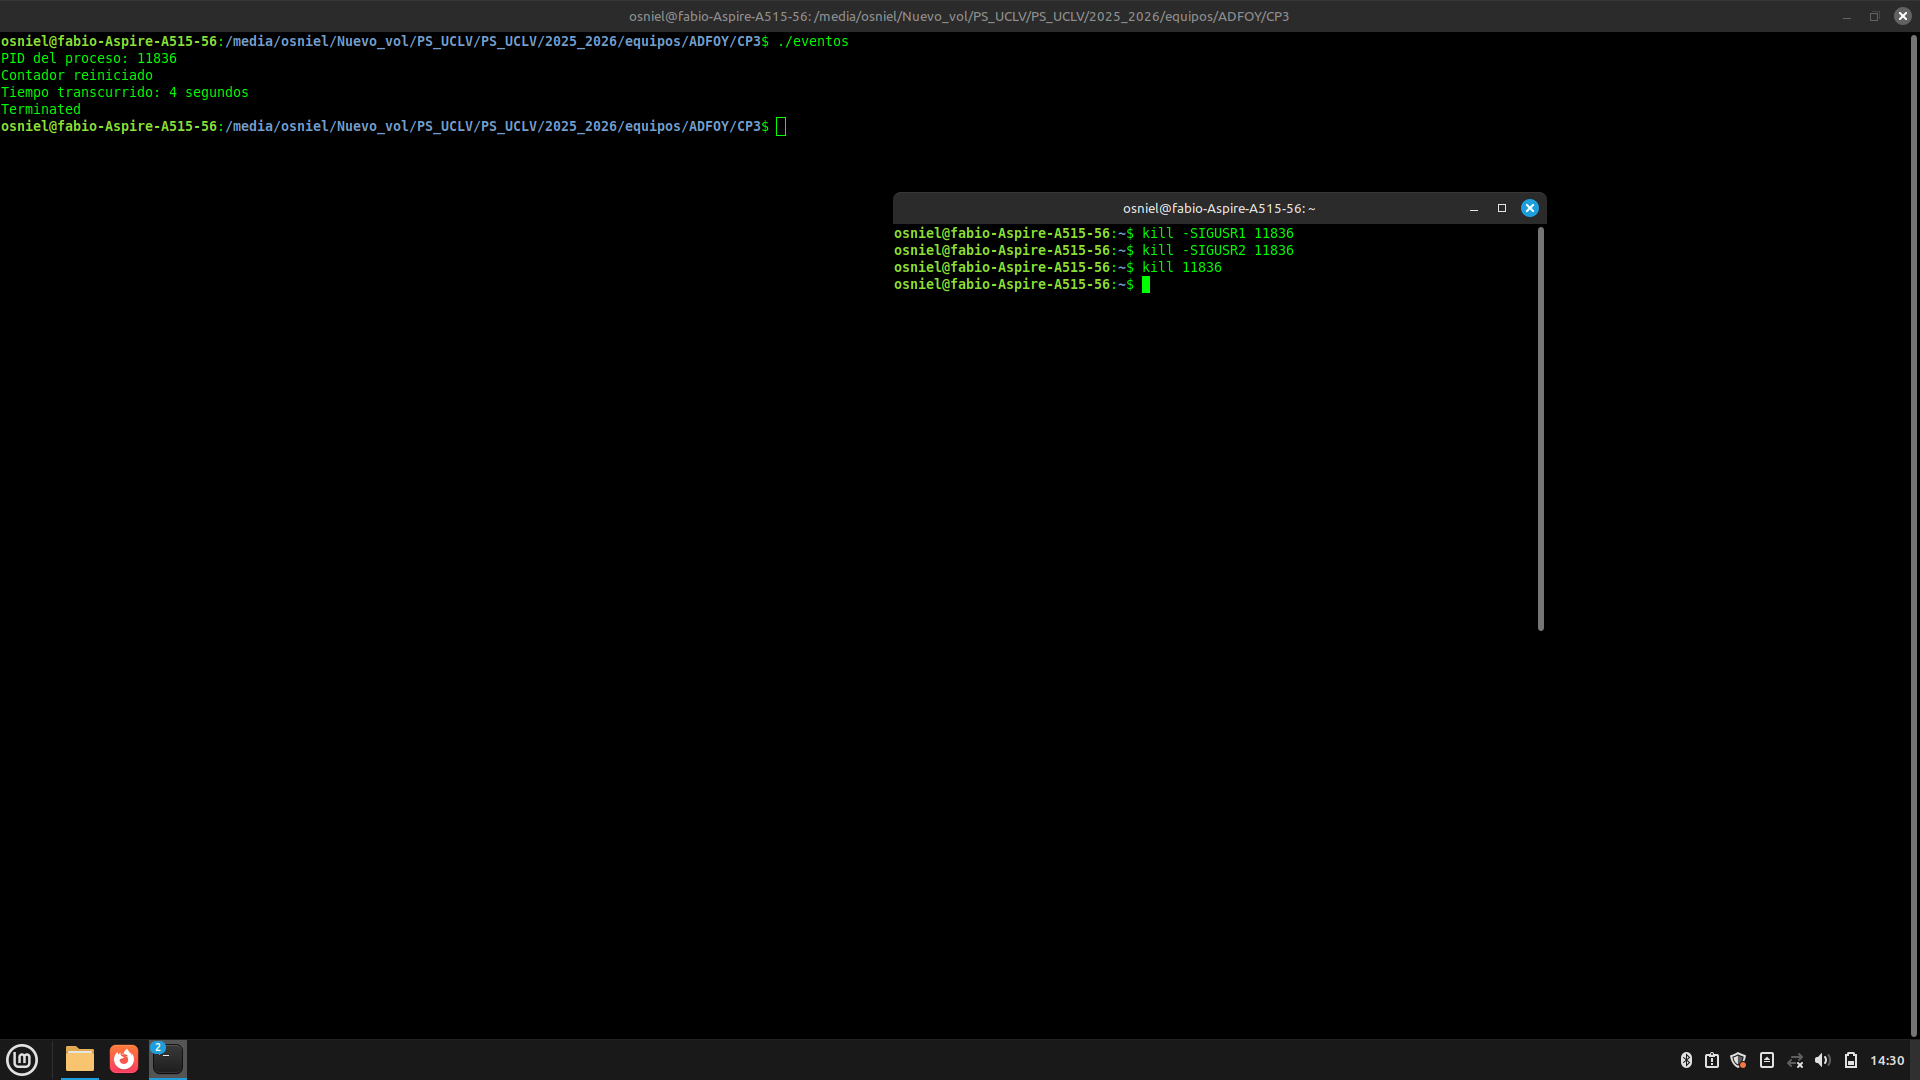 osniel@fabio-Aspire-A515-56: /media/osniel/Nuevo_vol/PS_UCLV/PS_UCLV/2025_2026/equipos/ADFOY/CP3
osniel@fabio-Aspire-A515-56:/media/osniel/Nuevo_vol/PS_UCLV/PS_UCLV/2025_2026/equipos/ADFOY/CP3$ ./eventos
PID del proceso: 11836
Contador reiniciado
Tiempo transcurrido: 4 segundos
Terminated
osniel@fabio-Aspire-A515-56:/media/osniel/Nuevo_vol/PS_UCLV/PS_UCLV/2025_2026/equipos/ADFOY/CP3$
osniel@fabio-Aspire-A515-56: ~
osniel@fabio-Aspire-A515-56:~$ kill -SIGUSR1 11836
osniel@fabio-Aspire-A515-56:~$ kill -SIGUSR2 11836
osniel@fabio-Aspire-A515-56:~$ kill 11836
osniel@fabio-Aspire-A515-56:~$
2
14:30